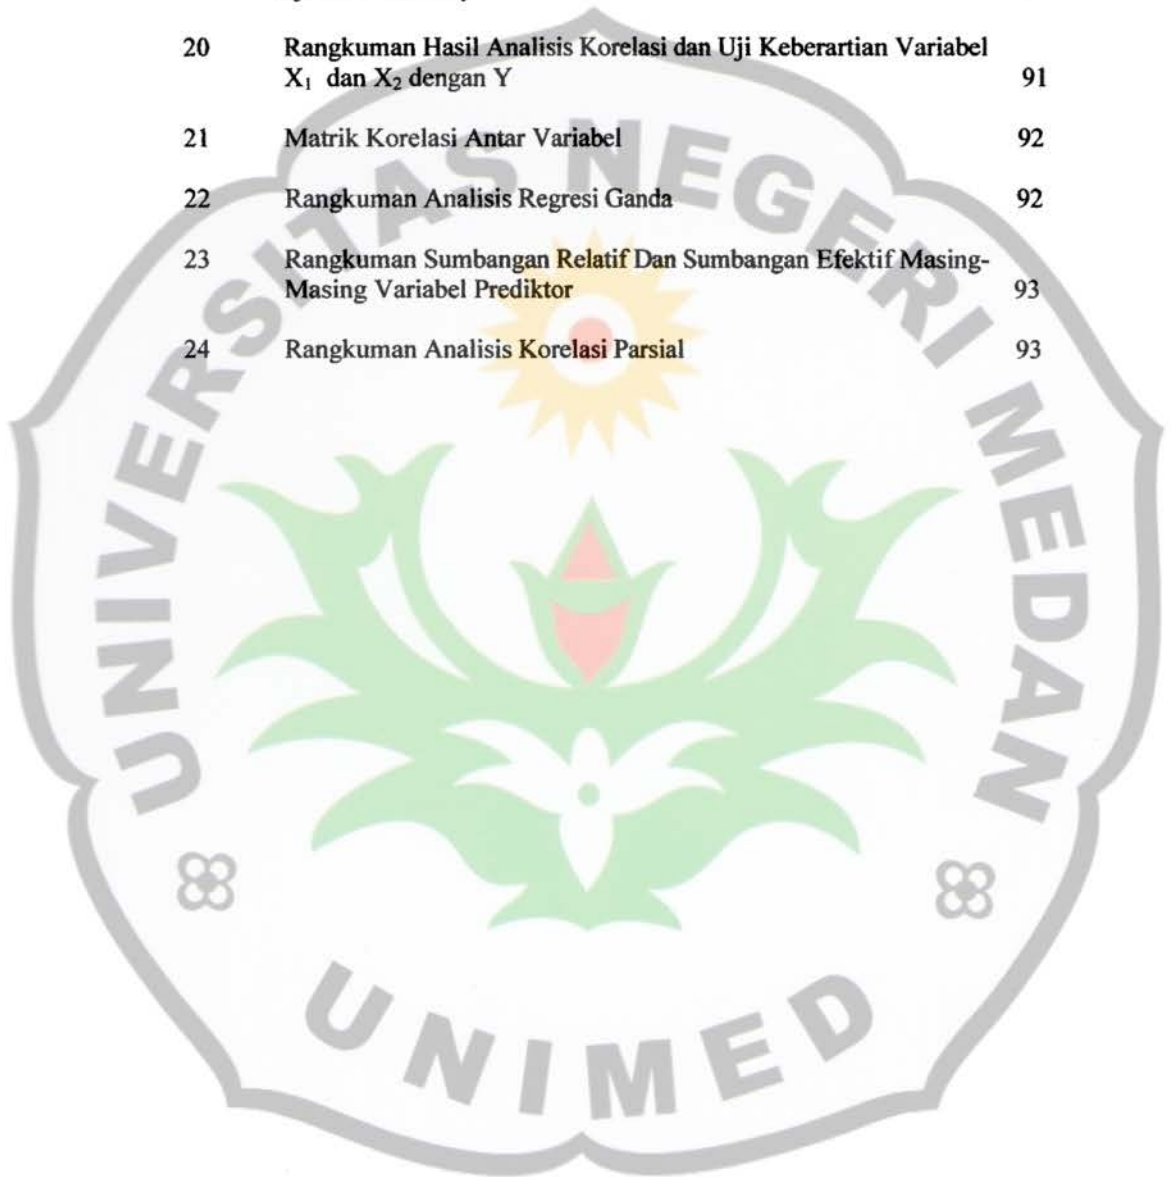 20 Rangkuman Hasil Analisis Korelasi dan Uji Keberartian Variabel
X₁ dan X₂ dengan Y 91
21 Matrik Korelasi Antar Variabel 92
22 Rangkuman Analisis Regresi Ganda 92
23 Rangkuman Sumbangan Relatif Dan Sumbangan Efektif Masing-
Masing Variabel Prediktor 93
24 Rangkuman Analisis Korelasi Parsial 93
UNIVERSITAS NEGERI MEDAN
UNIMED